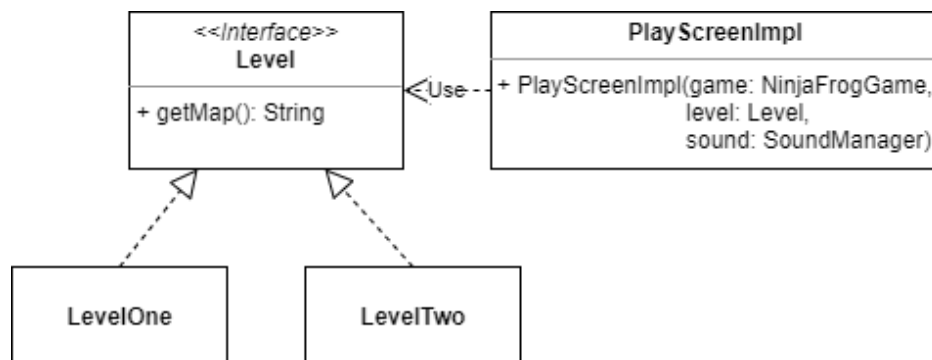 <<Interface>>
Level
+ getMap(): String
Use
PlayScreenImpl
+ PlayScreenImpl(game: NinjaFrogGame,
level: Level,
sound: SoundManager)
LevelOne
LevelTwo